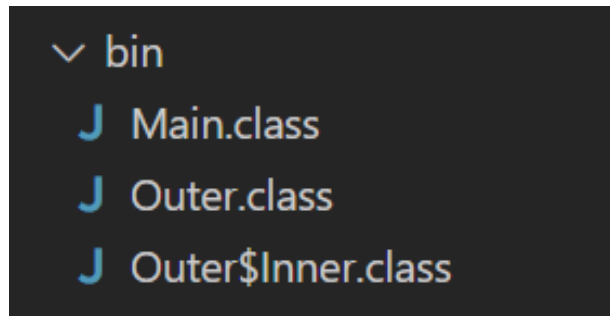 bin
J Main.class
J Outer.class
J Outer$Inner.class